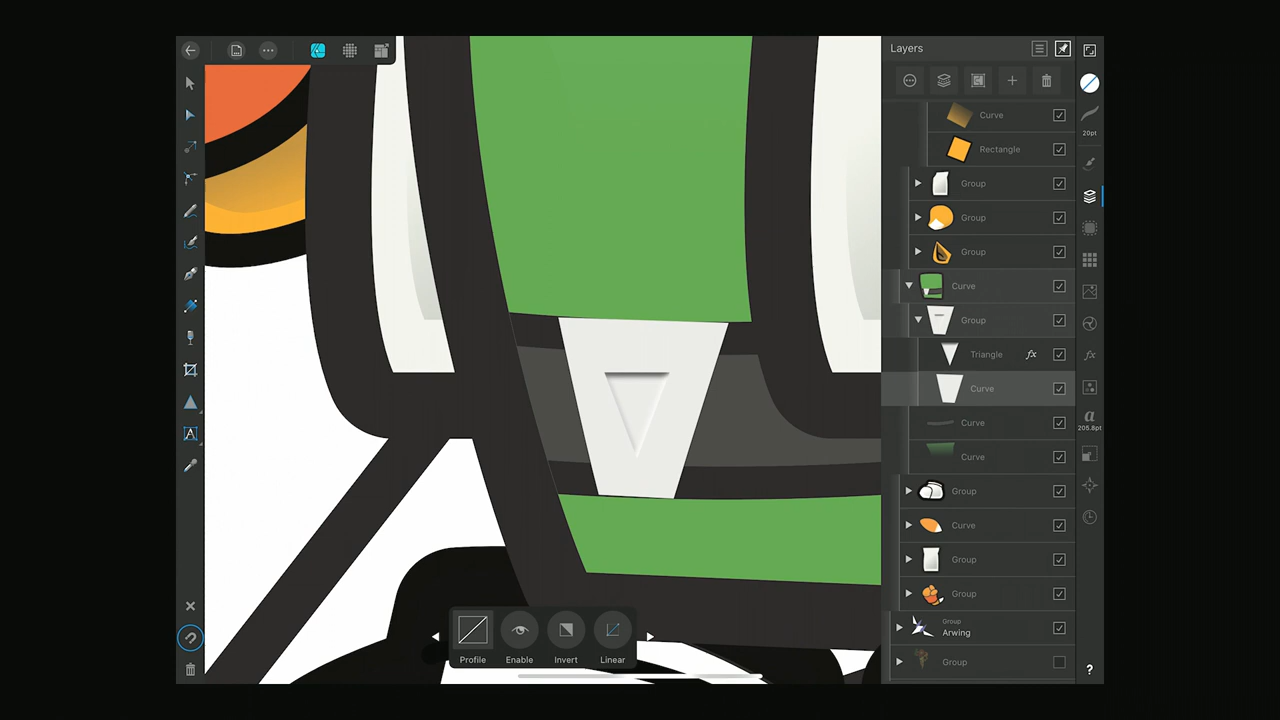 Layers
Curve
20pt
Rectangle
Group
Group
Group
Curve
Group
Triangle fx
Curve
Curve
a
205.8pt
Curve
Group
Curve
Group
Group
Group
Arwing
Group
Profile Enable Invert Linear
fx
?